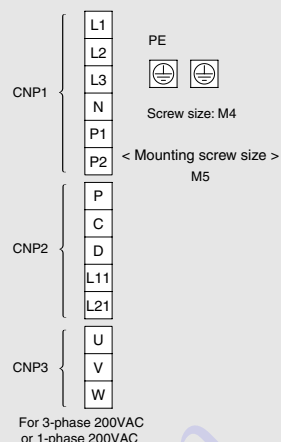 CNP1
L1
L2
L3
N
P1
P2
PE
Screw size: M4
< Mounting screw size >
M5
CNP2
P
C
D
L11
L21
CNP3
U
V
W
For 3-phase 200VAC
or 1-phase 200VAC